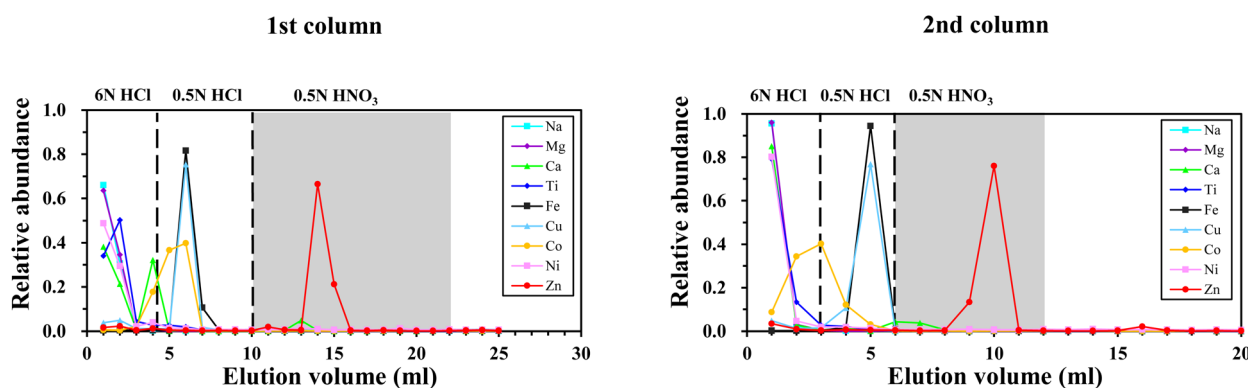 1st column
6N HCl 0.5N HCl 0.5N HNO₃
Relative abundance
1.0
0.8
0.6
0.4
0.2
0.0
Na
Mg
Ca
Ti
Fe
Cu
Co
Ni
Zn
0 5 10 15 20 25 30
Elution volume (ml)
2nd column
6N HCl 0.5N HCl 0.5N HNO₃
Relative abundance
1.0
0.8
0.6
0.4
0.2
0.0
Na
Mg
Ca
Ti
Fe
Cu
Co
Ni
Zn
0 5 10 15 20
Elution volume (ml)